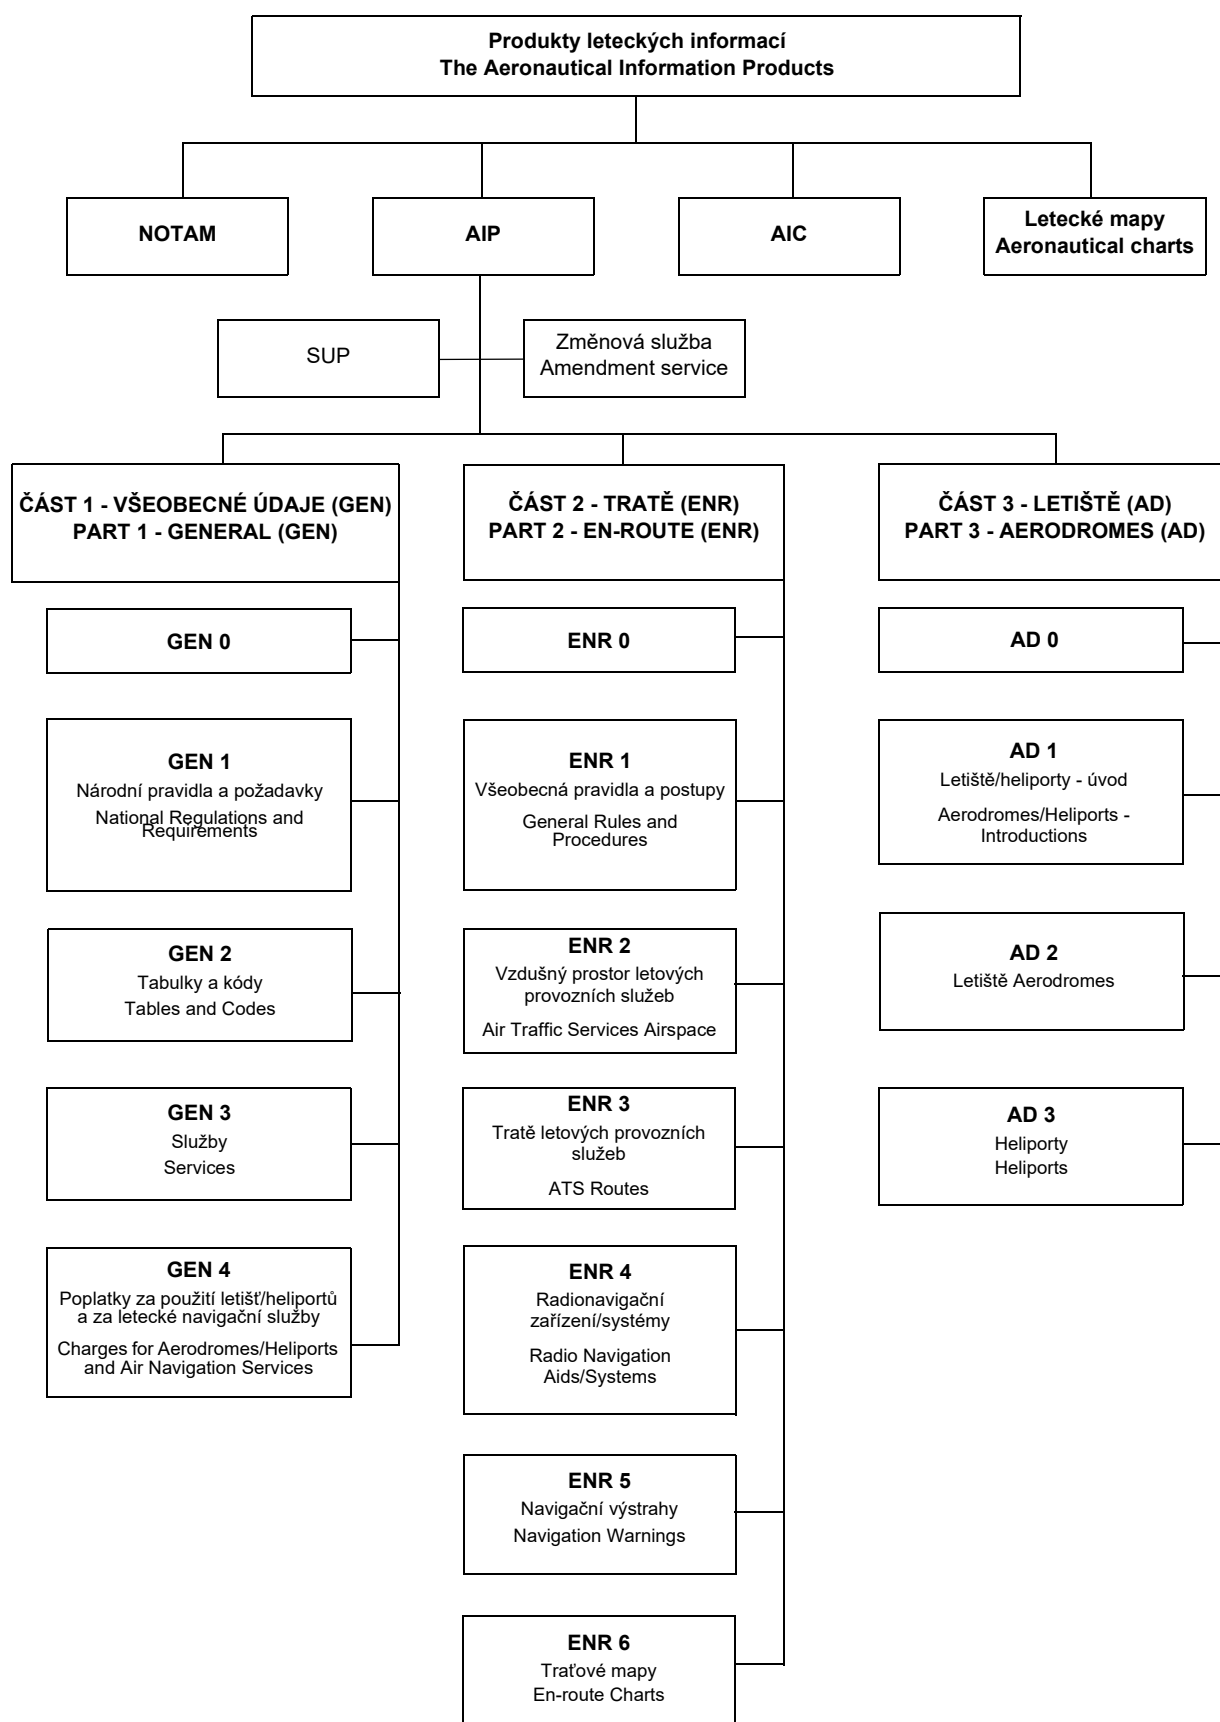 Produkty leteckých informací
The Aeronautical Information Products
NOTAM
AIP
AIC
Letecké mapy
Aeronautical charts
SUP
Změnová služba
Amendment service
ČÁST 1 - VŠEOBECNÉ ÚDAJE (GEN)
PART 1 - GENERAL (GEN)
ČÁST 2 - TRATĚ (ENR)
PART 2 - EN-ROUTE (ENR)
ČÁST 3 - LETIŠTĚ (AD)
PART 3 - AERODROMES (AD)
GEN 0
ENR 0
AD 0
GEN 1
Národní pravidla a požadavky
National Regulations and
Requirements
ENR 1
Všeobecná pravidla a postupy
General Rules and
Procedures
AD 1
Letiště/heliporty - úvod
Aerodromes/Heliports -
Introductions
GEN 2
Tabulky a kódy
Tables and Codes
ENR 2
Vzdušný prostor letových
provozních služeb
Air Traffic Services Airspace
AD 2
Letiště Aerodromes
GEN 3
Služby
Services
ENR 3
Tratě letových provozních
služeb
ATS Routes
AD 3
Heliporty
Heliports
GEN 4
Poplatky za použití letišť/heliportů
a za letecké navigační služby
Charges for Aerodromes/Heliports
and Air Navigation Services
ENR 4
Radionavigační
zařízení/systémy
Radio Navigation
Aids/Systems
ENR 5
Navigační výstrahy
Navigation Warnings
ENR 6
Traťové mapy
En-route Charts